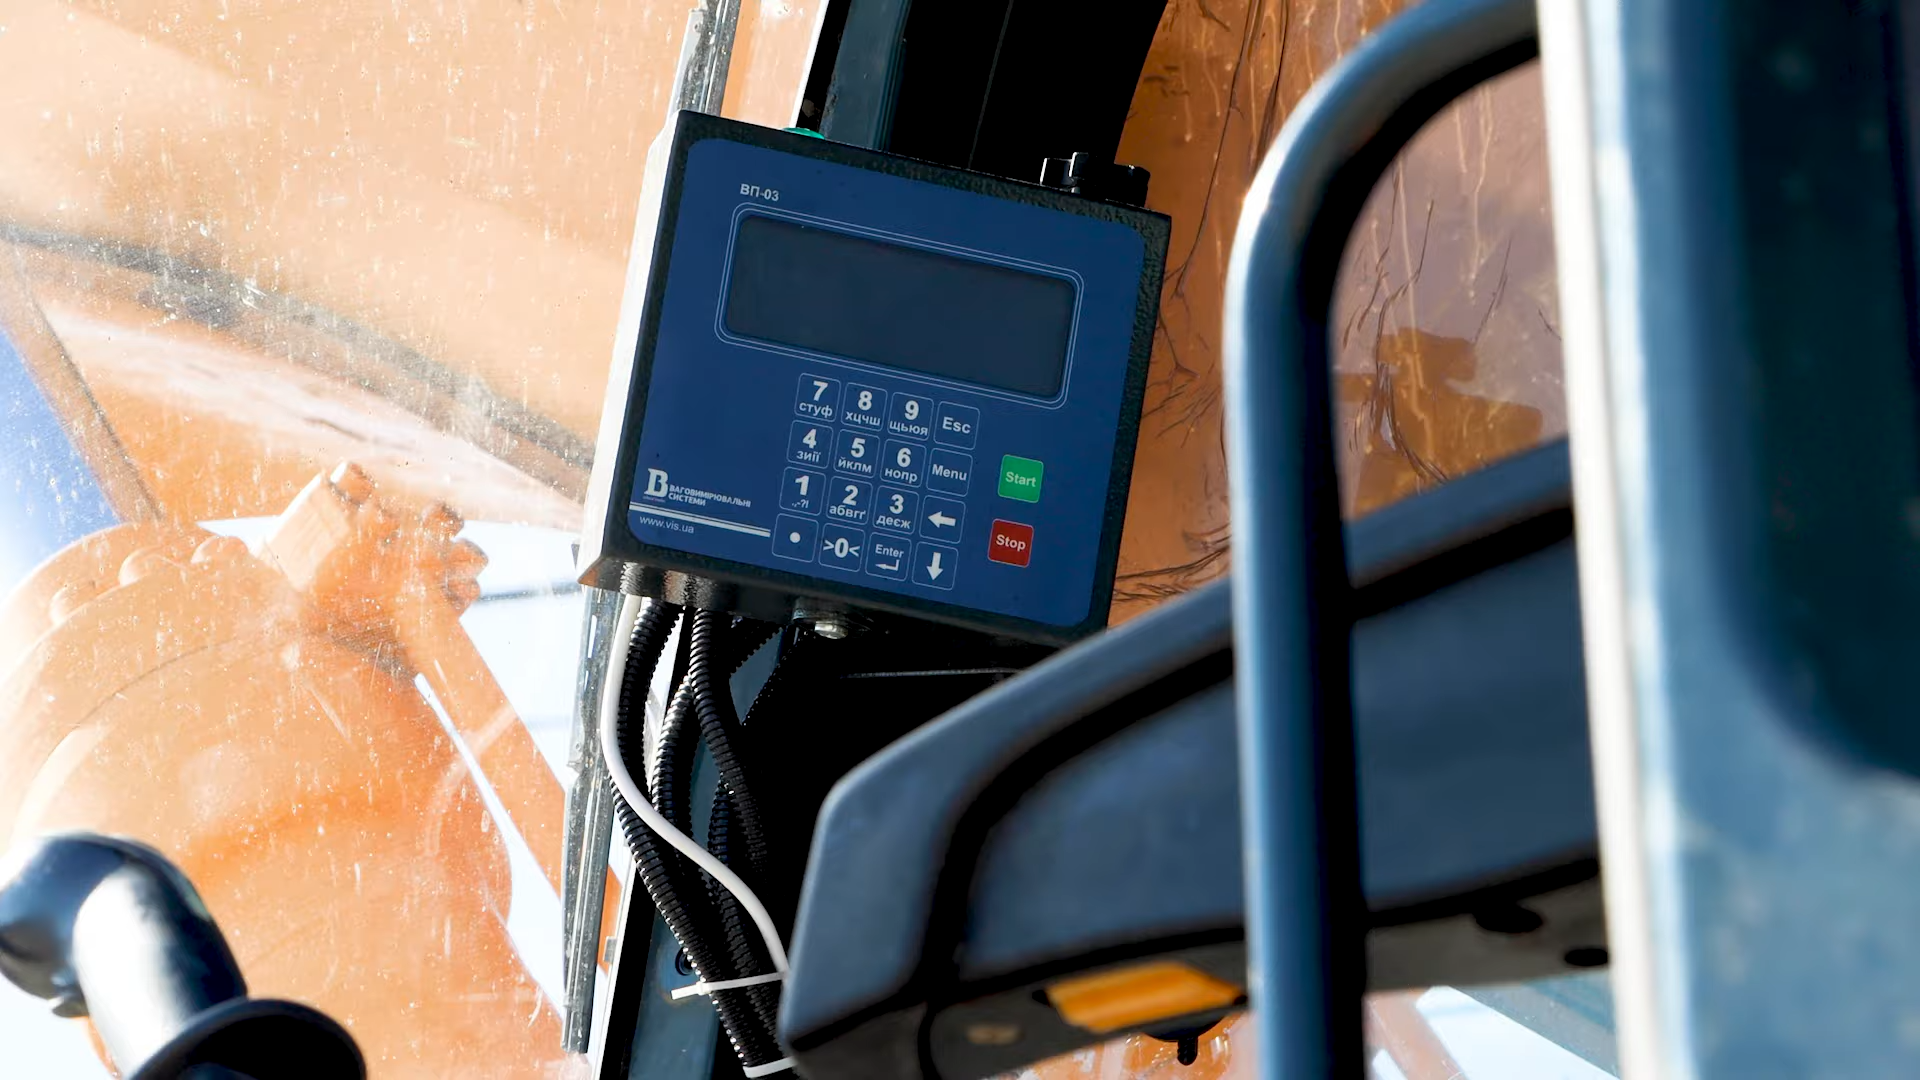 ВП-03
7 8 9 Esc
стуф хцчш щьюя
4 5 6 Menu Start
зиїї йклм нопр
1 2 3
.,-?! абвгґ деєж
>0< Enter Stop
ВАГОВИМІРЮВАЛЬНІ
СИСТЕМИ
www.vis.ua